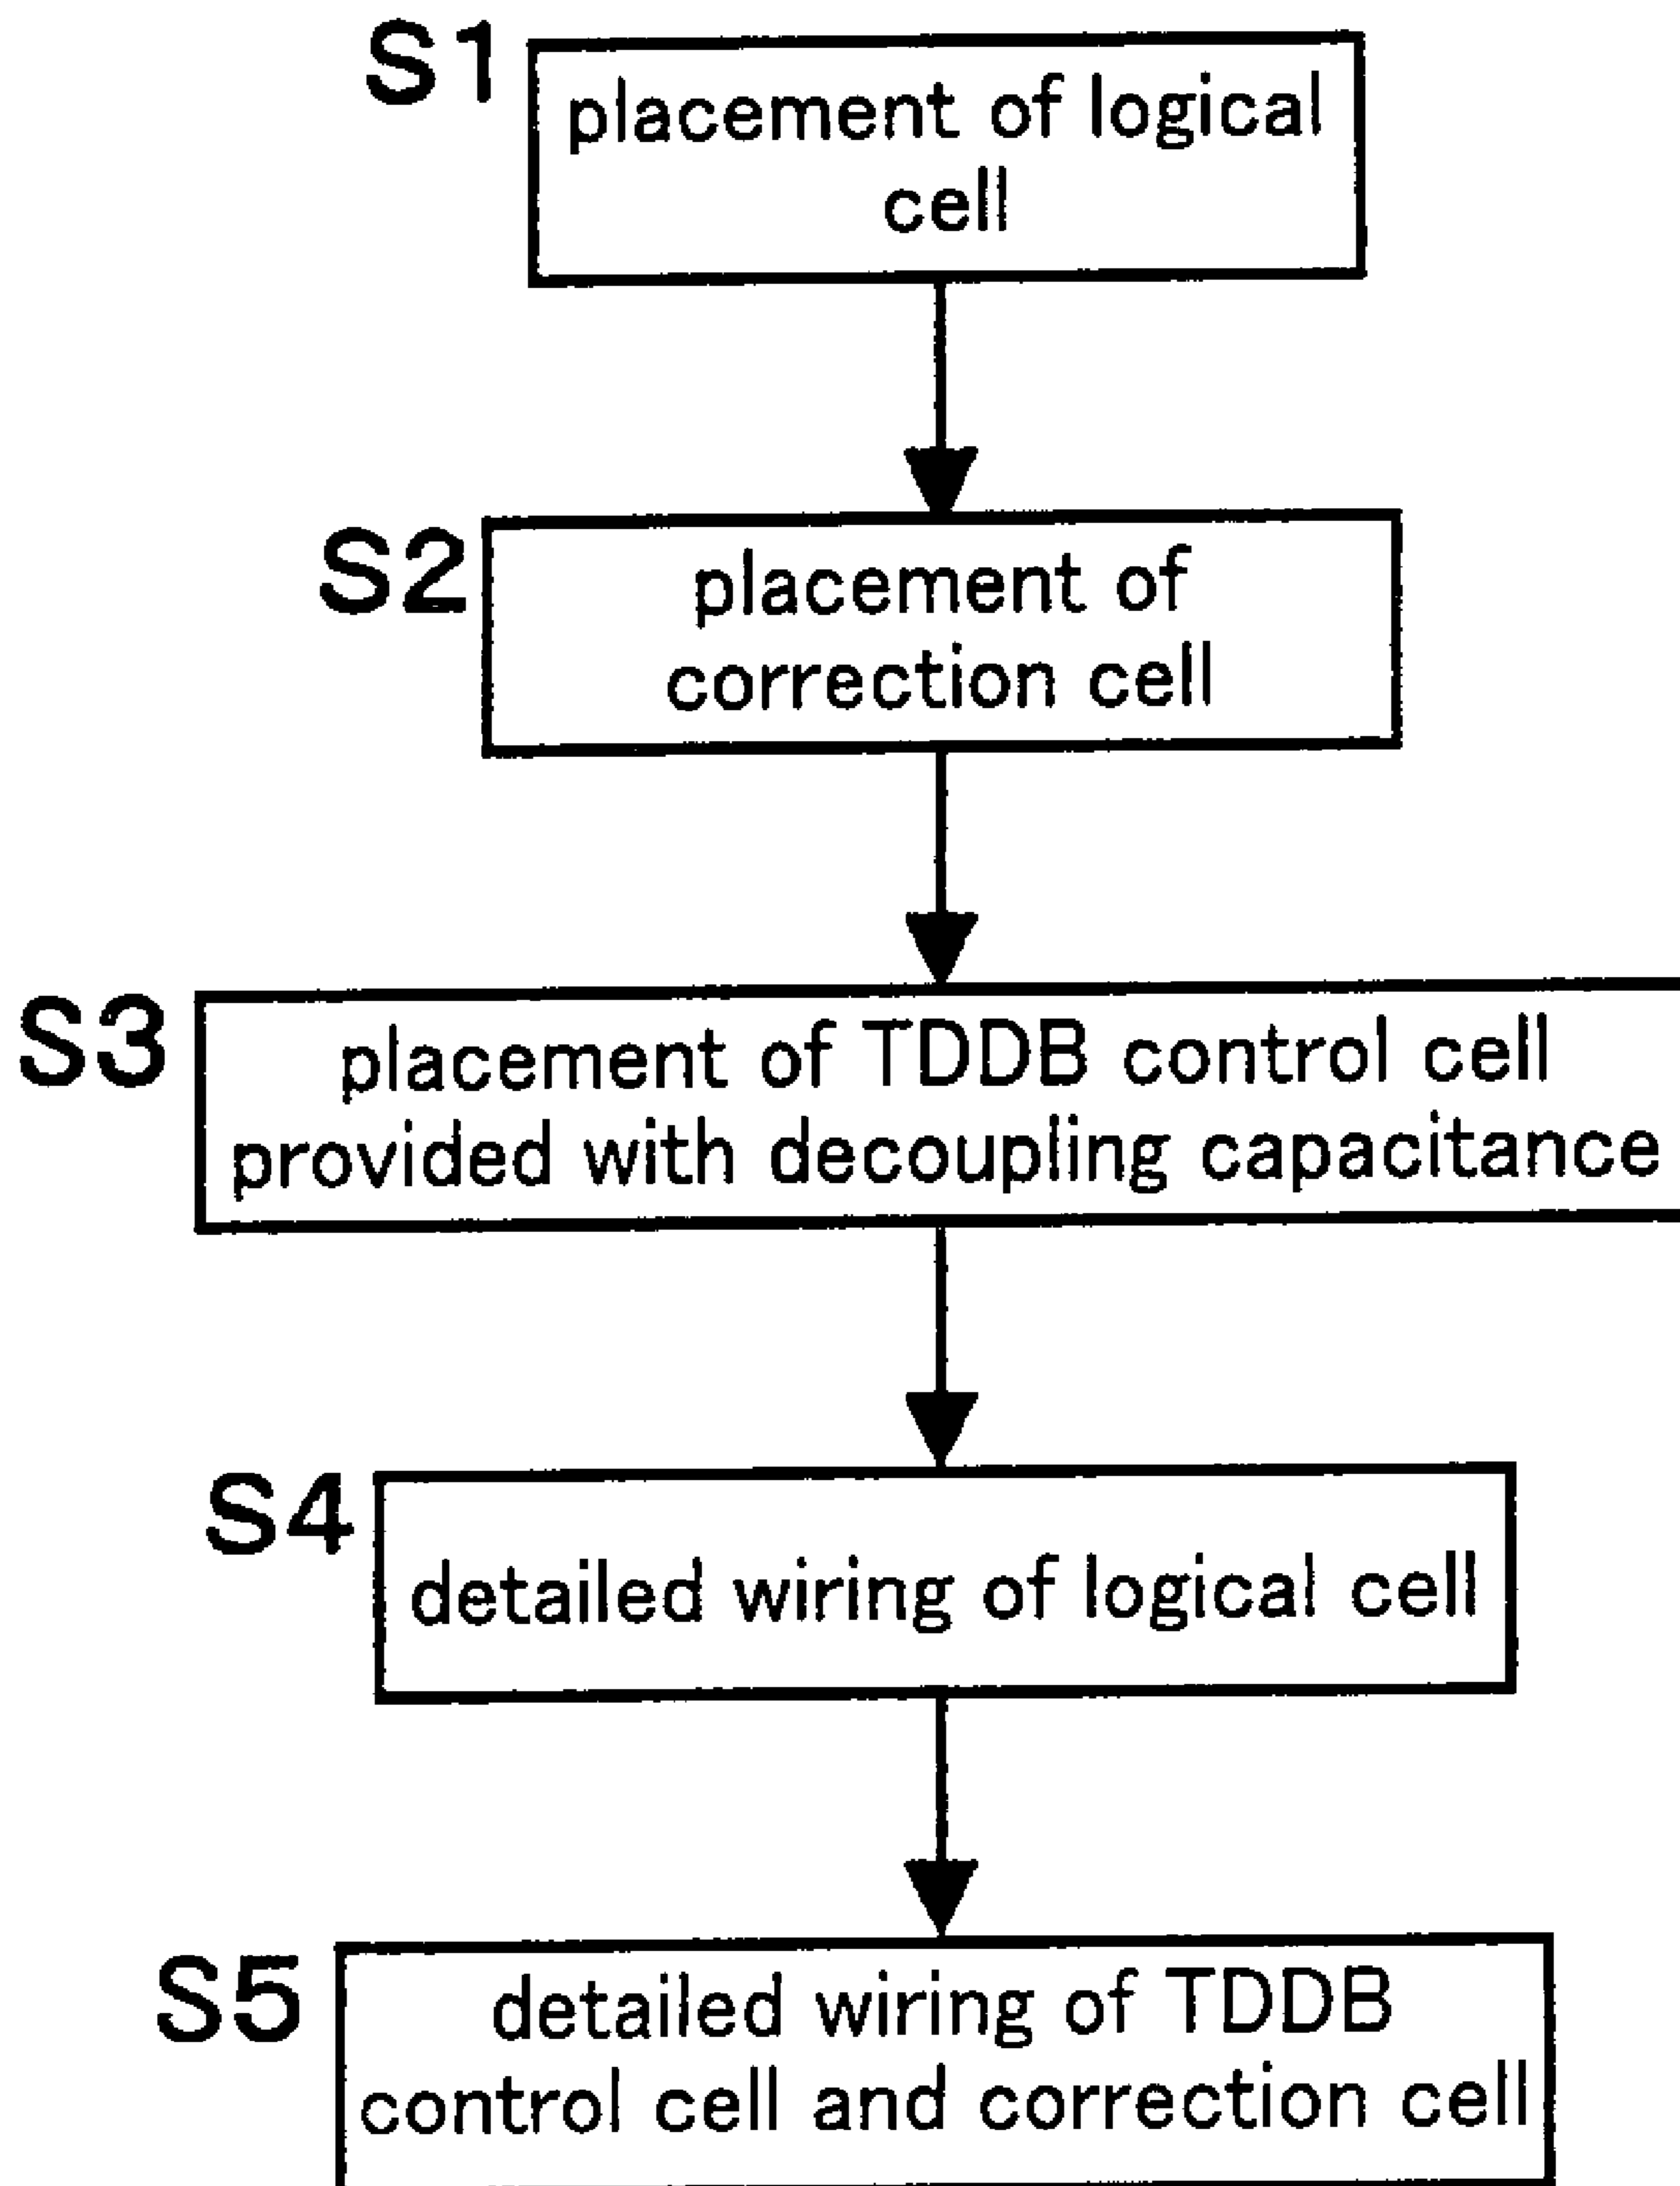 S1
placement of logical
cell
S2
placement of
correction cell
S3
placement of TDDB control cell
provided with decoupling capacitance
S4
detailed wiring of logical cell
S5
detailed wiring of TDDB
control cell and correction cell